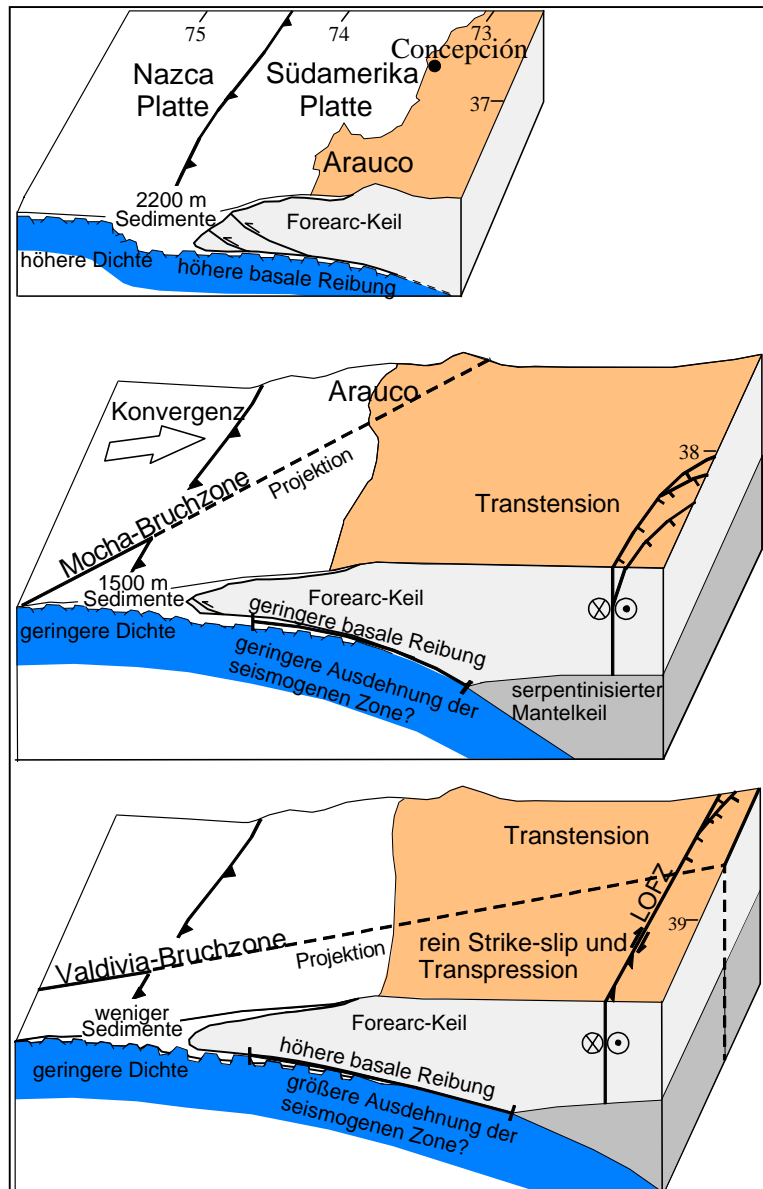 75
74
73
Concepción
Nazca
Platte
Südamerika
Platte
37
Arauco
2200 m
Sedimente
Forearc-Keil
höhere Dichte
höhere basale Reibung
Arauco
Konvergenz
38
Projektion
Mocha-Bruchzone
Transtension
1500 m
Sedimente
Forearc-Keil
geringere basale Reibung
geringere Dichte
geringere Ausdehnung der
seismogenen Zone?
serpentinisierter
Mantelkeil
Transtension
LOFZ
39
Valdivia-Bruchzone
Projektion
rein Strike-slip und
Transpression
weniger
Sedimente
Forearc-Keil
höhere basale Reibung
geringere Dichte
größere Ausdehnung der
seismogenen Zone?